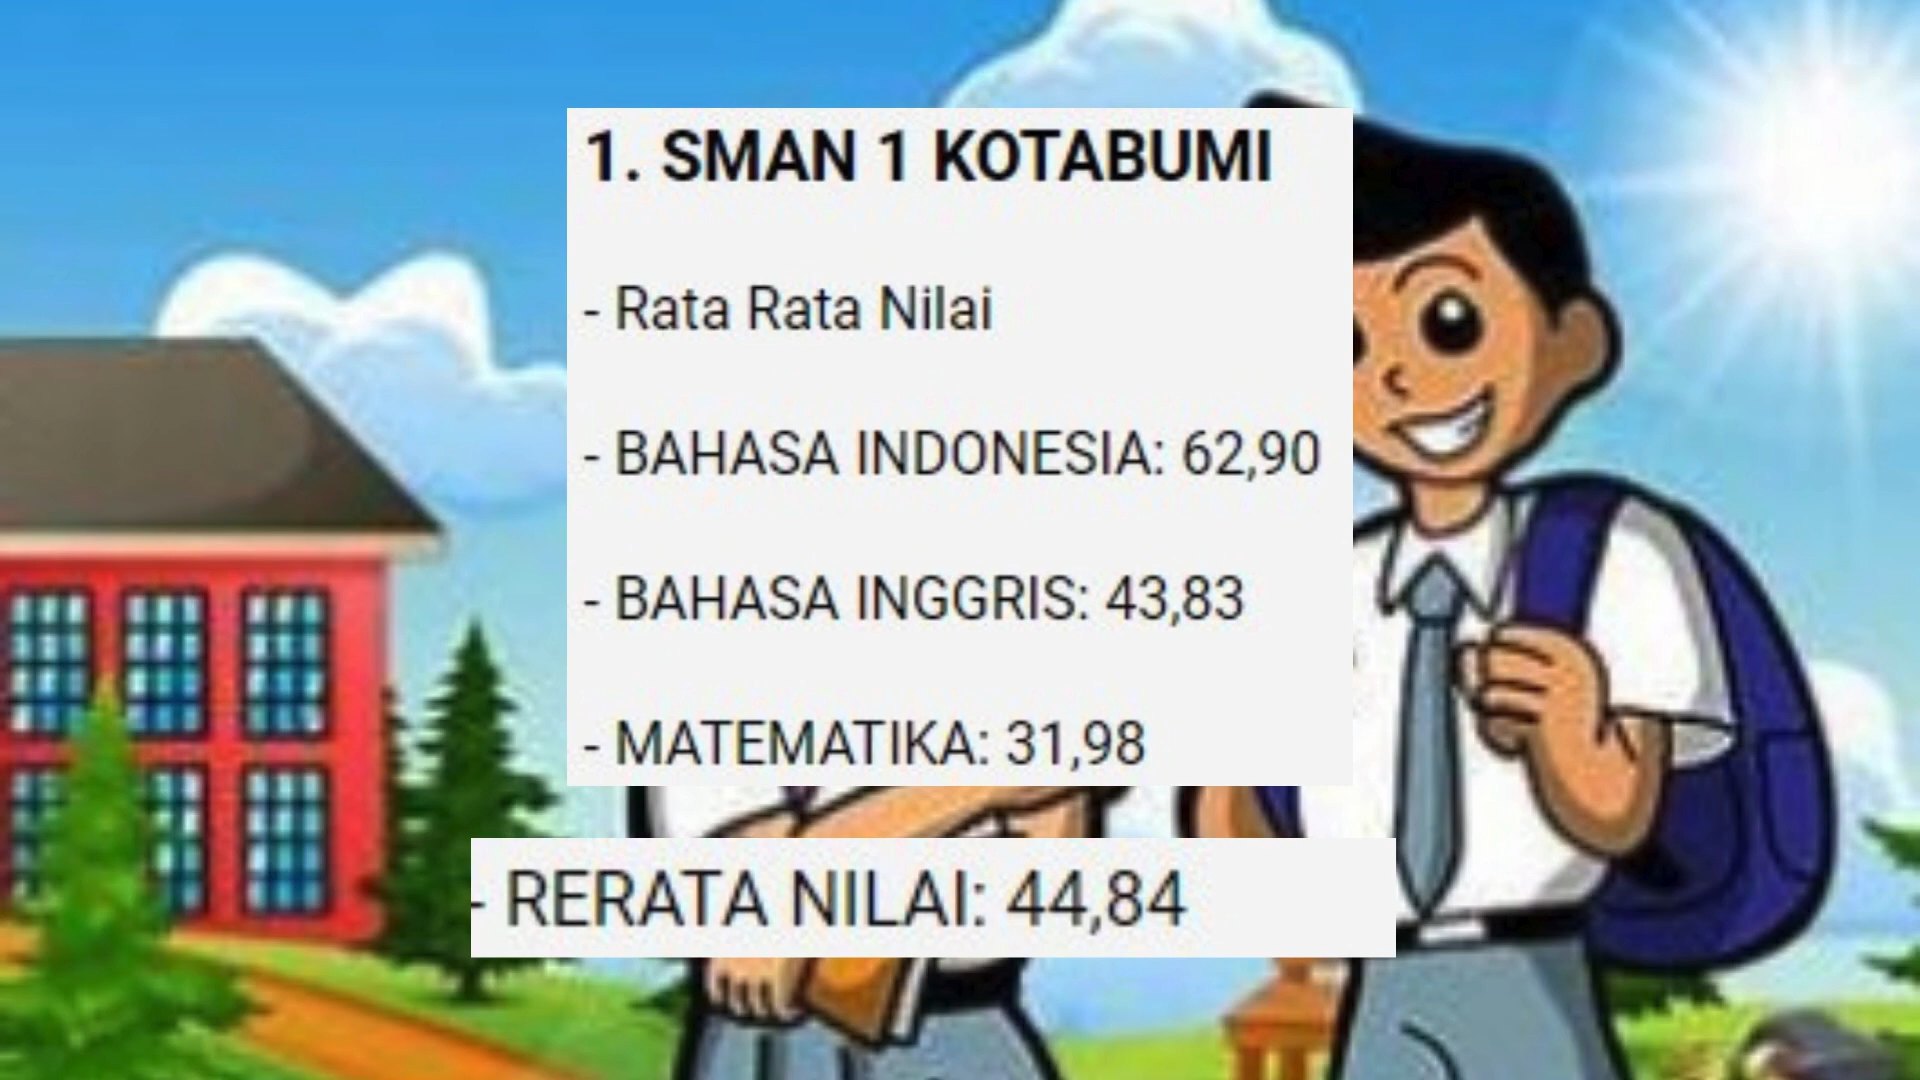 1. SMAN 1 KOTABUMI
- Rata Rata Nilai
- BAHASA INDONESIA: 62,90
- BAHASA INGGRIS: 43,83
- MATEMATIKA: 31,98
- RERATA NILAI: 44,84